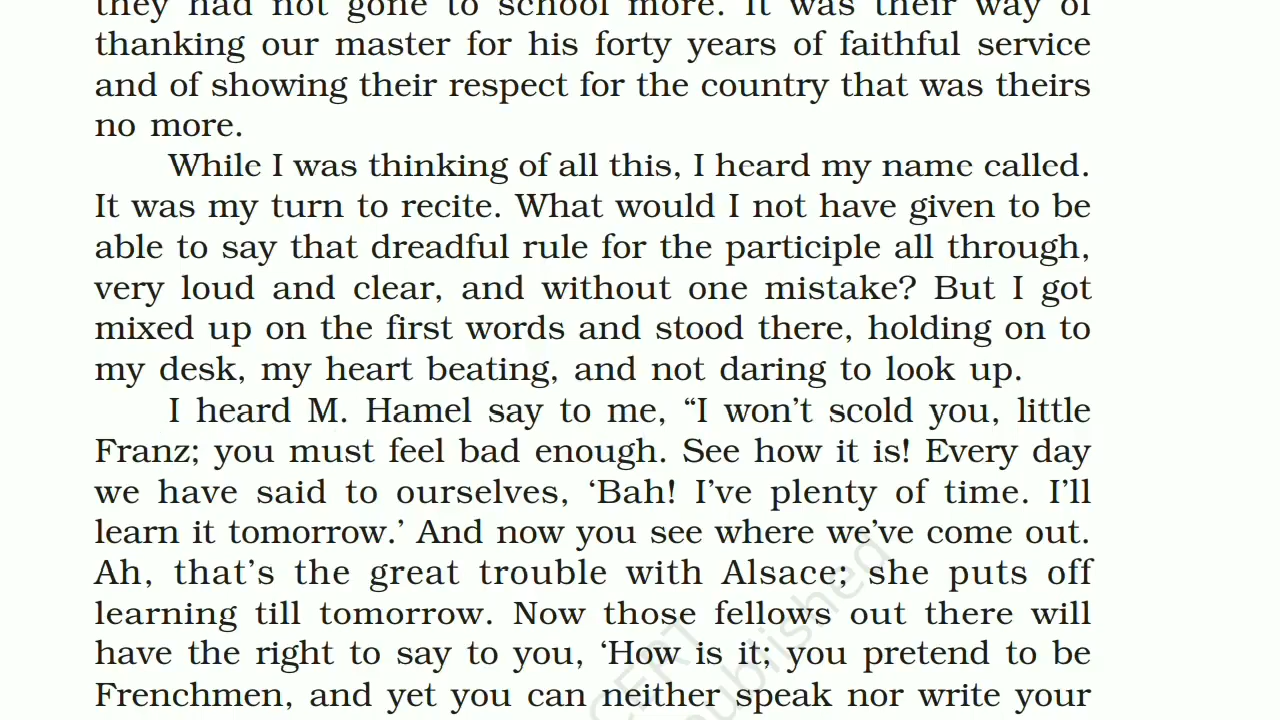 they had not gone to school more. It was their way of
thanking our master for his forty years of faithful service
and of showing their respect for the country that was theirs
no more.
While I was thinking of all this, I heard my name called.
It was my turn to recite. What would I not have given to be
able to say that dreadful rule for the participle all through,
very loud and clear, and without one mistake? But I got
mixed up on the first words and stood there, holding on to
my desk, my heart beating, and not daring to look up.
I heard M. Hamel say to me, “I won’t scold you, little
Franz; you must feel bad enough. See how it is! Every day
we have said to ourselves, ‘Bah! I’ve plenty of time. I’ll
learn it tomorrow.’ And now you see where we’ve come out.
Ah, that’s the great trouble with Alsace; she puts off
learning till tomorrow. Now those fellows out there will
have the right to say to you, ‘How is it; you pretend to be
Frenchmen, and yet you can neither speak nor write your